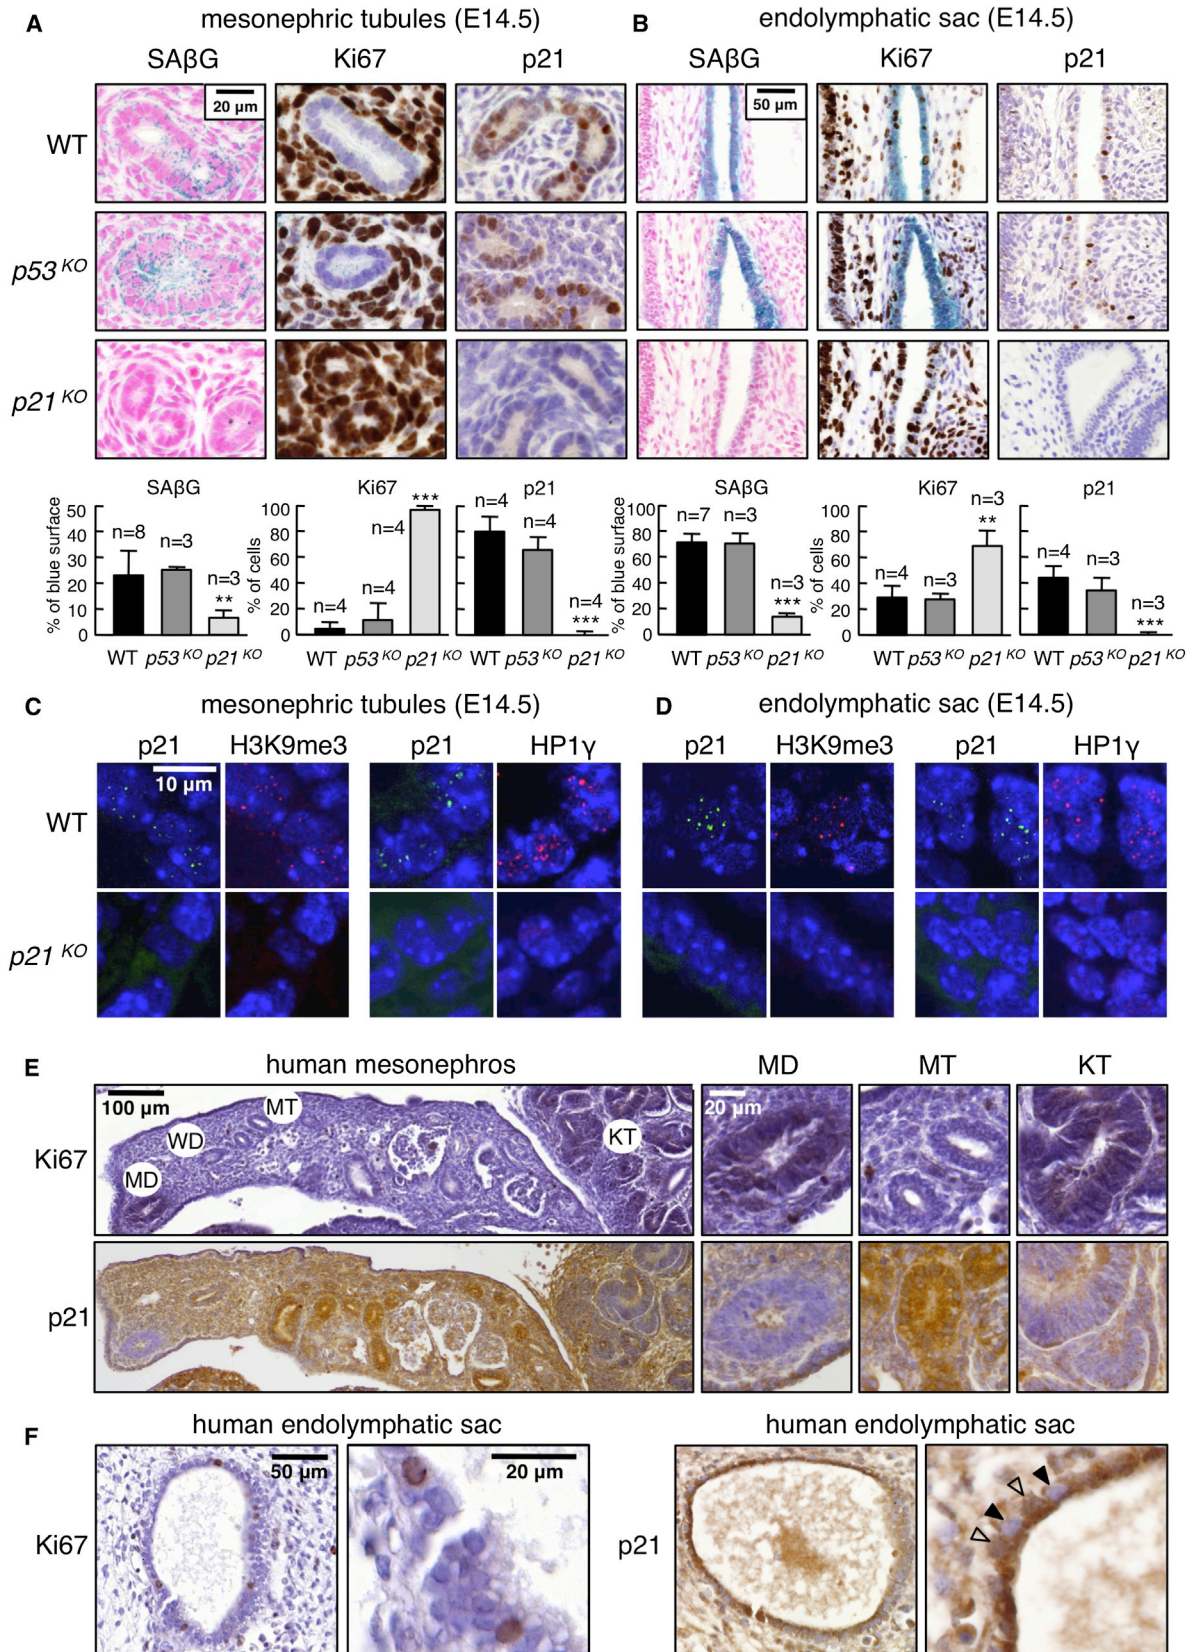 A mesonephric tubules (E14.5)
SAβG Ki67 p21
B endolymphatic sac (E14.5)
SAβG Ki67 p21
20 µm
50 µm
WT
p53 KO
p21 KO
SAβG
% of blue surface
50
40
30
20
10
0
n=8
n=3
n=3
**
WT p53 KO p21 KO
Ki67
% of cells
100
80
60
40
20
0
n=4
n=4
n=4
***
WT p53 KO p21 KO
p21
n=4
n=4
n=4
***
WT p53 KO p21 KO
SAβG
% of blue surface
100
80
60
40
20
0
n=7
n=3
n=3
***
WT p53 KO p21 KO
Ki67
% of cells
100
80
60
40
20
0
n=4
n=3
n=3
**
WT p53 KO p21 KO
p21
n=4
n=3
n=3
***
WT p53 KO p21 KO
C mesonephric tubules (E14.5)
p21 H3K9me3 p21 HP1γ
D endolymphatic sac (E14.5)
p21 H3K9me3 p21 HP1γ
10 µm
WT
p21 KO
E human mesonephros MD MT KT
100 µm
20 µm
MT
WD
MD
KT
Ki67
p21
F human endolymphatic sac
50 µm
20 µm
Ki67
human endolymphatic sac
p21